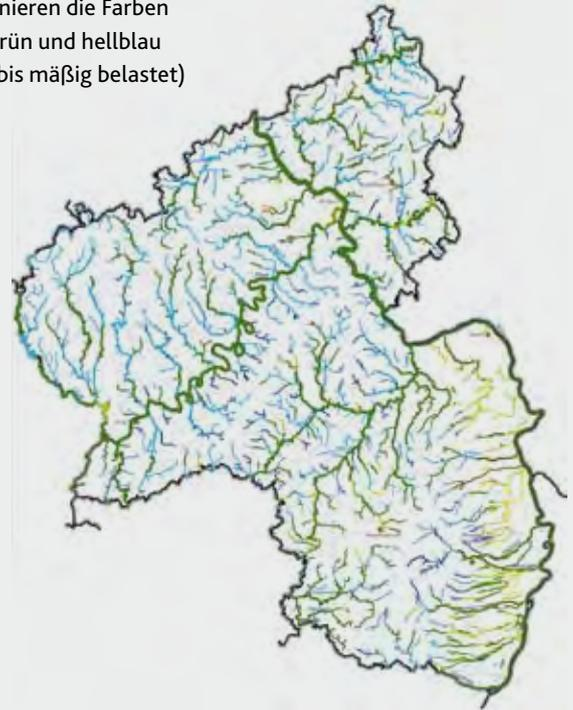 nieren die Farben
rün und hellblau
bis mäßig belastet)